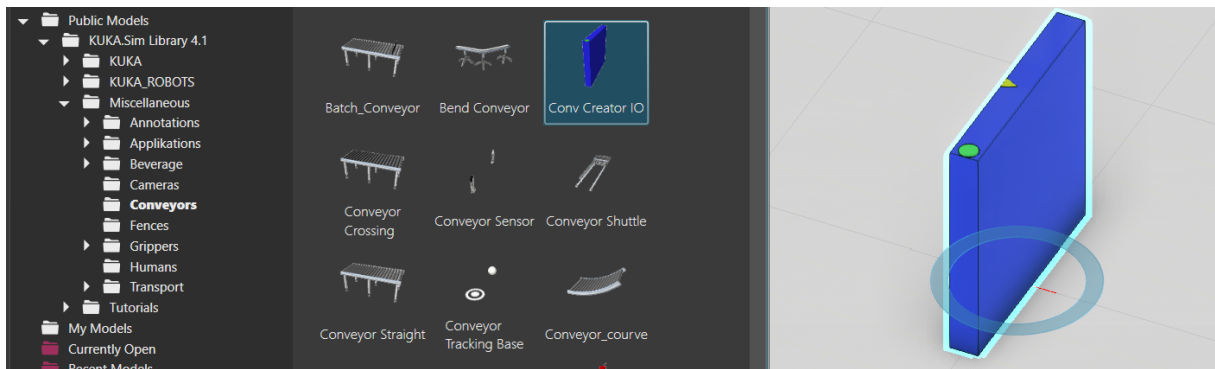 Public Models
KUKA.Sim Library 4.1
KUKA
KUKA_ROBOTS
Miscellaneous
Annotations
Applikations
Beverage
Cameras
Conveyors
Fences
Grippers
Humans
Transport
Tutorials
My Models
Currently Open
Recent Models
Batch_Conveyor
Bend Conveyor
Conv Creator IO
Conveyor
Crossing
Conveyor Sensor
Conveyor Shuttle
Conveyor Straight
Conveyor
Tracking Base
Conveyor_courve